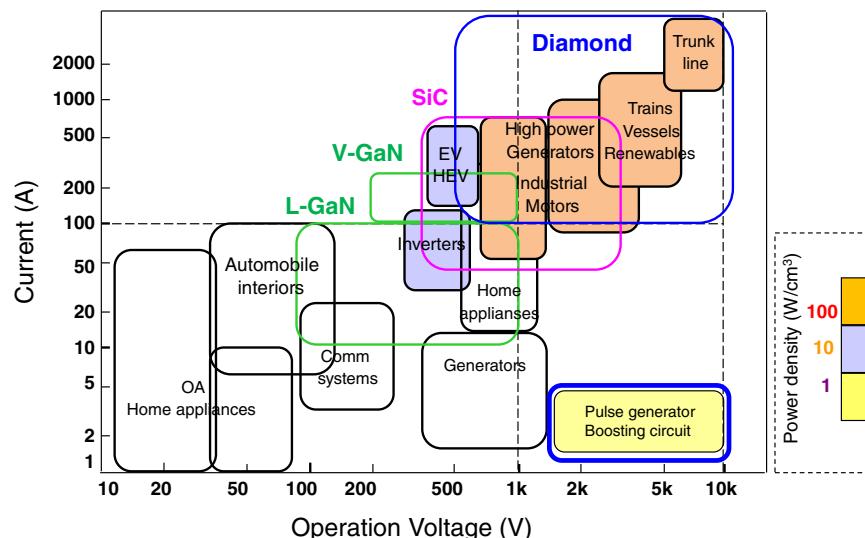 Current (A)
2000
1000
500
200
100
50
20
10
5
2
1
10
20
50
100
200
500
1k
2k
5k
10k
Operation Voltage (V)
Diamond
SiC
V-GaN
L-GaN
Trunk
line
Trains
Vessels
Renewables
High power
Generators
Industrial
Motors
EV
HEV
Inverters
Automobile
interiors
Home
applianses
Comm
systems
Generators
OA
Home appliances
Pulse generator
Boosting circuit
Power density (W/cm³)
100
10
1